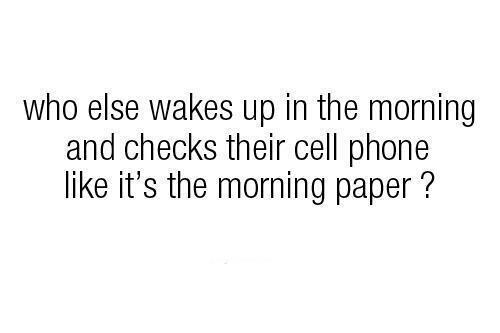 who else wakes up in the morning
and checks their cell phone
like it's the morning paper ?